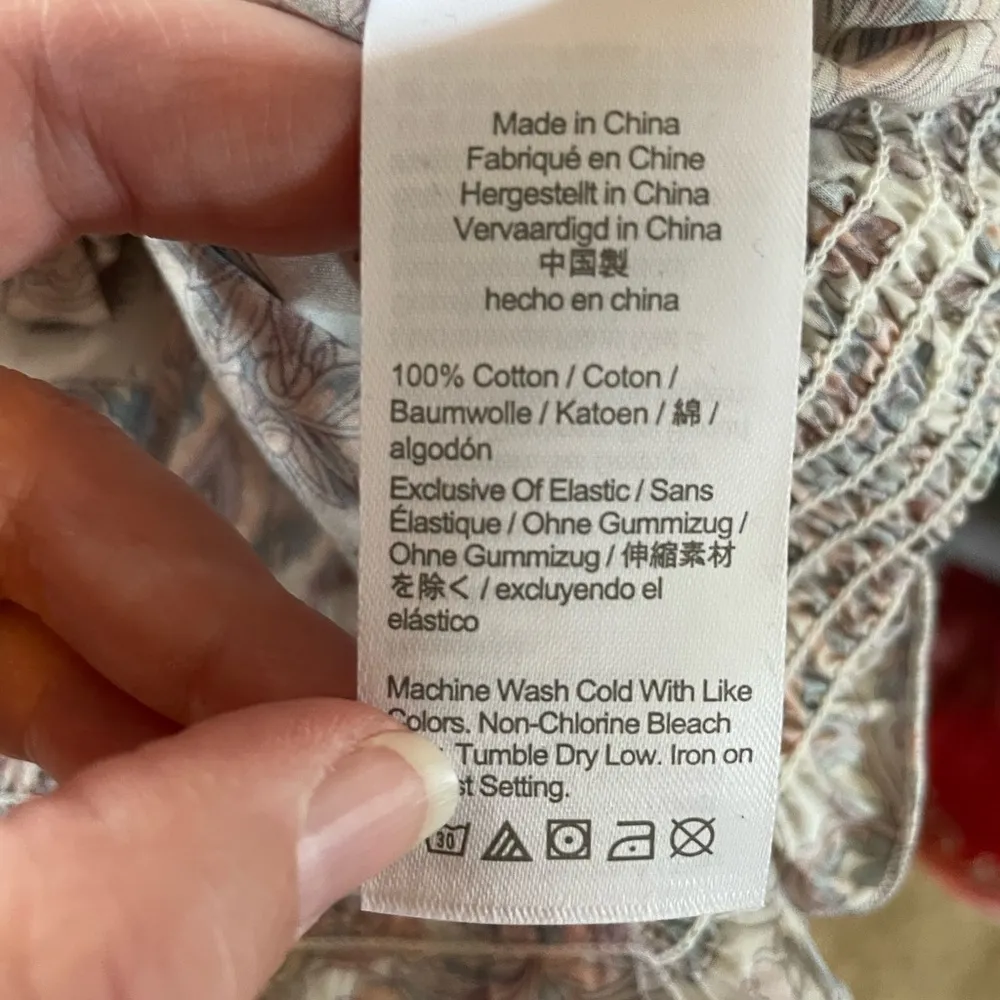 Made in China
Fabriqué en Chine
Hergestellt in China
Vervaardigd in China
中国製
hecho en china
100% Cotton / Coton /
Baumwolle / Katoen / 綿 /
algodón
Exclusive Of Elastic / Sans
Élastique / Ohne Gummizug /
Ohne Gummizug / 伸縮素材
を除く / excluyendo el
elástico
Machine Wash Cold With Like
Colors. Non-Chlorine Bleach
Tumble Dry Low. Iron on
Setting.
30